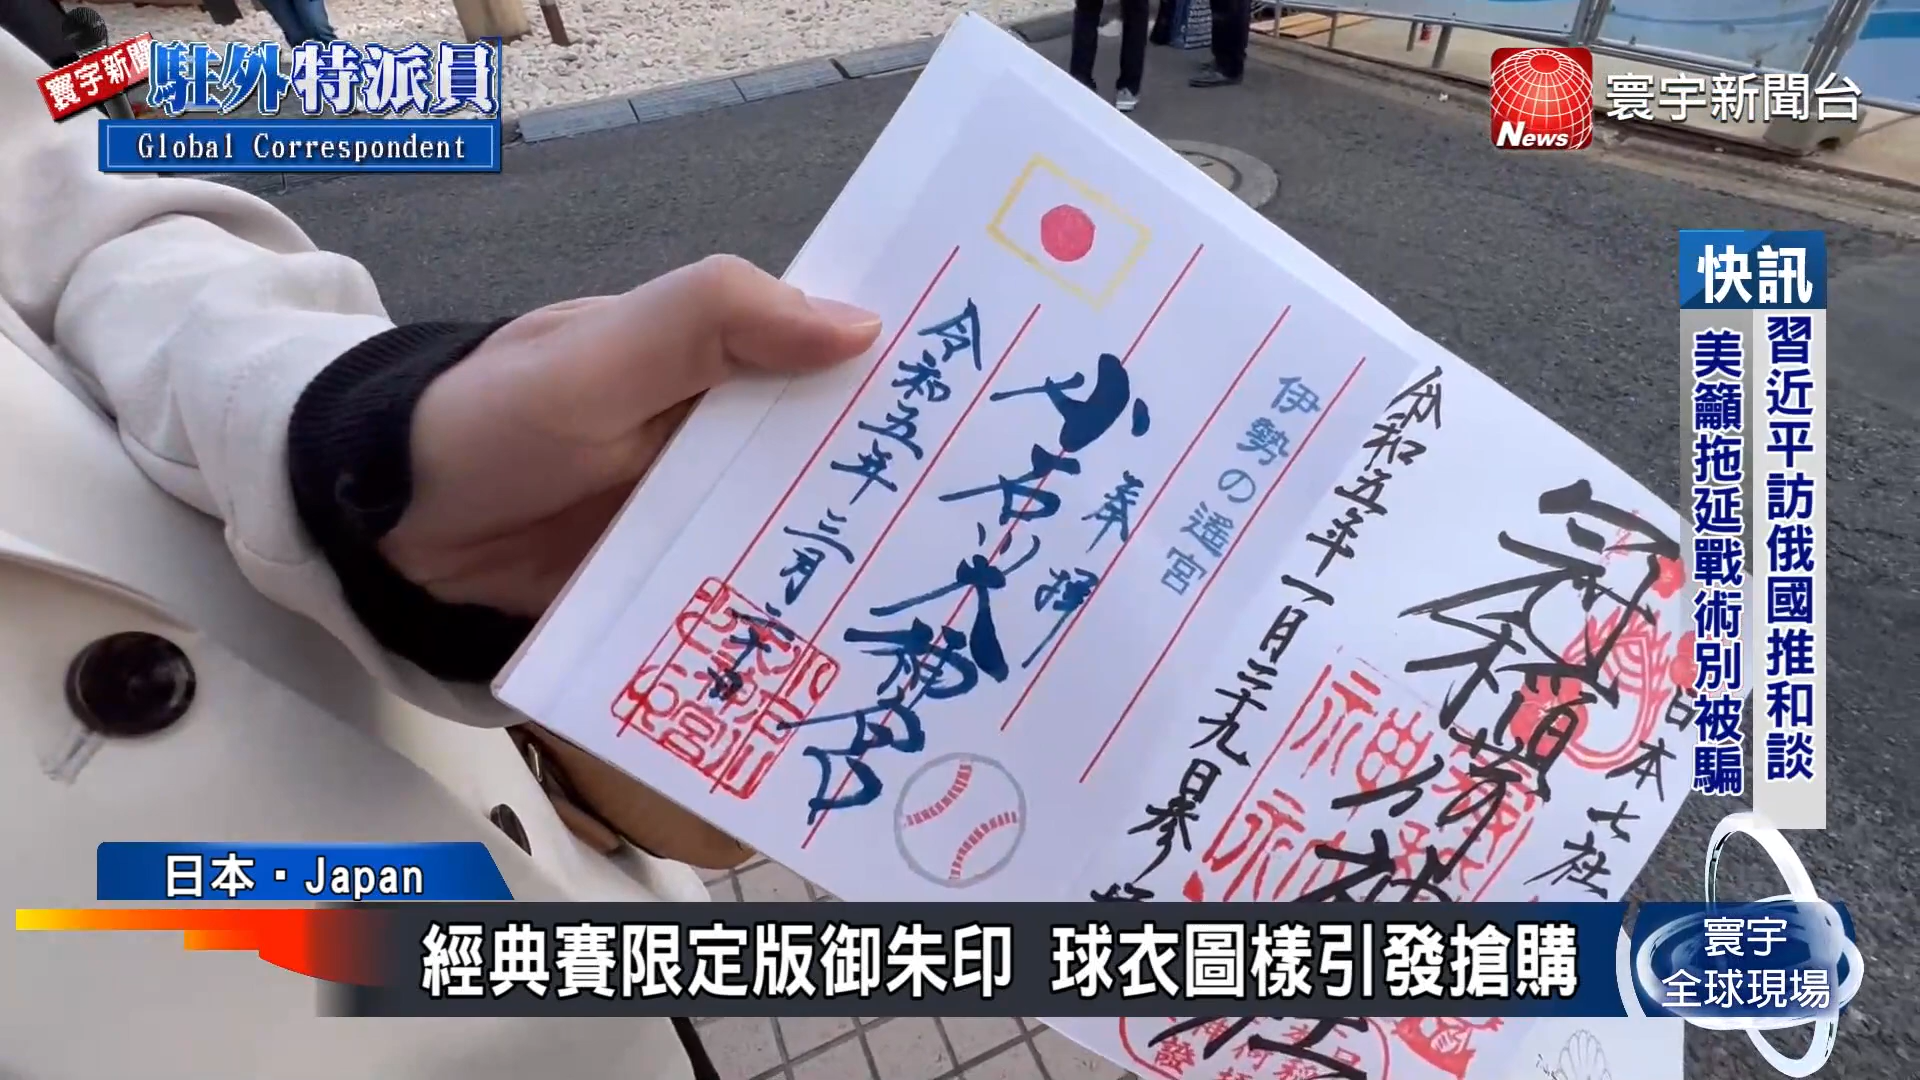 寰宇新聞
駐外特派員
Global Correspondent
News
寰宇新聞台
快訊
習近平訪俄國推和談
美籲拖延戰術別被騙
伊勢の遥宮
奉拝
小石川大神宮
令和五年三月
日本七社
令和五年一月二十九日参拝
日本・Japan
經典賽限定版御朱印 球衣圖樣引發搶購
寰宇
全球現場